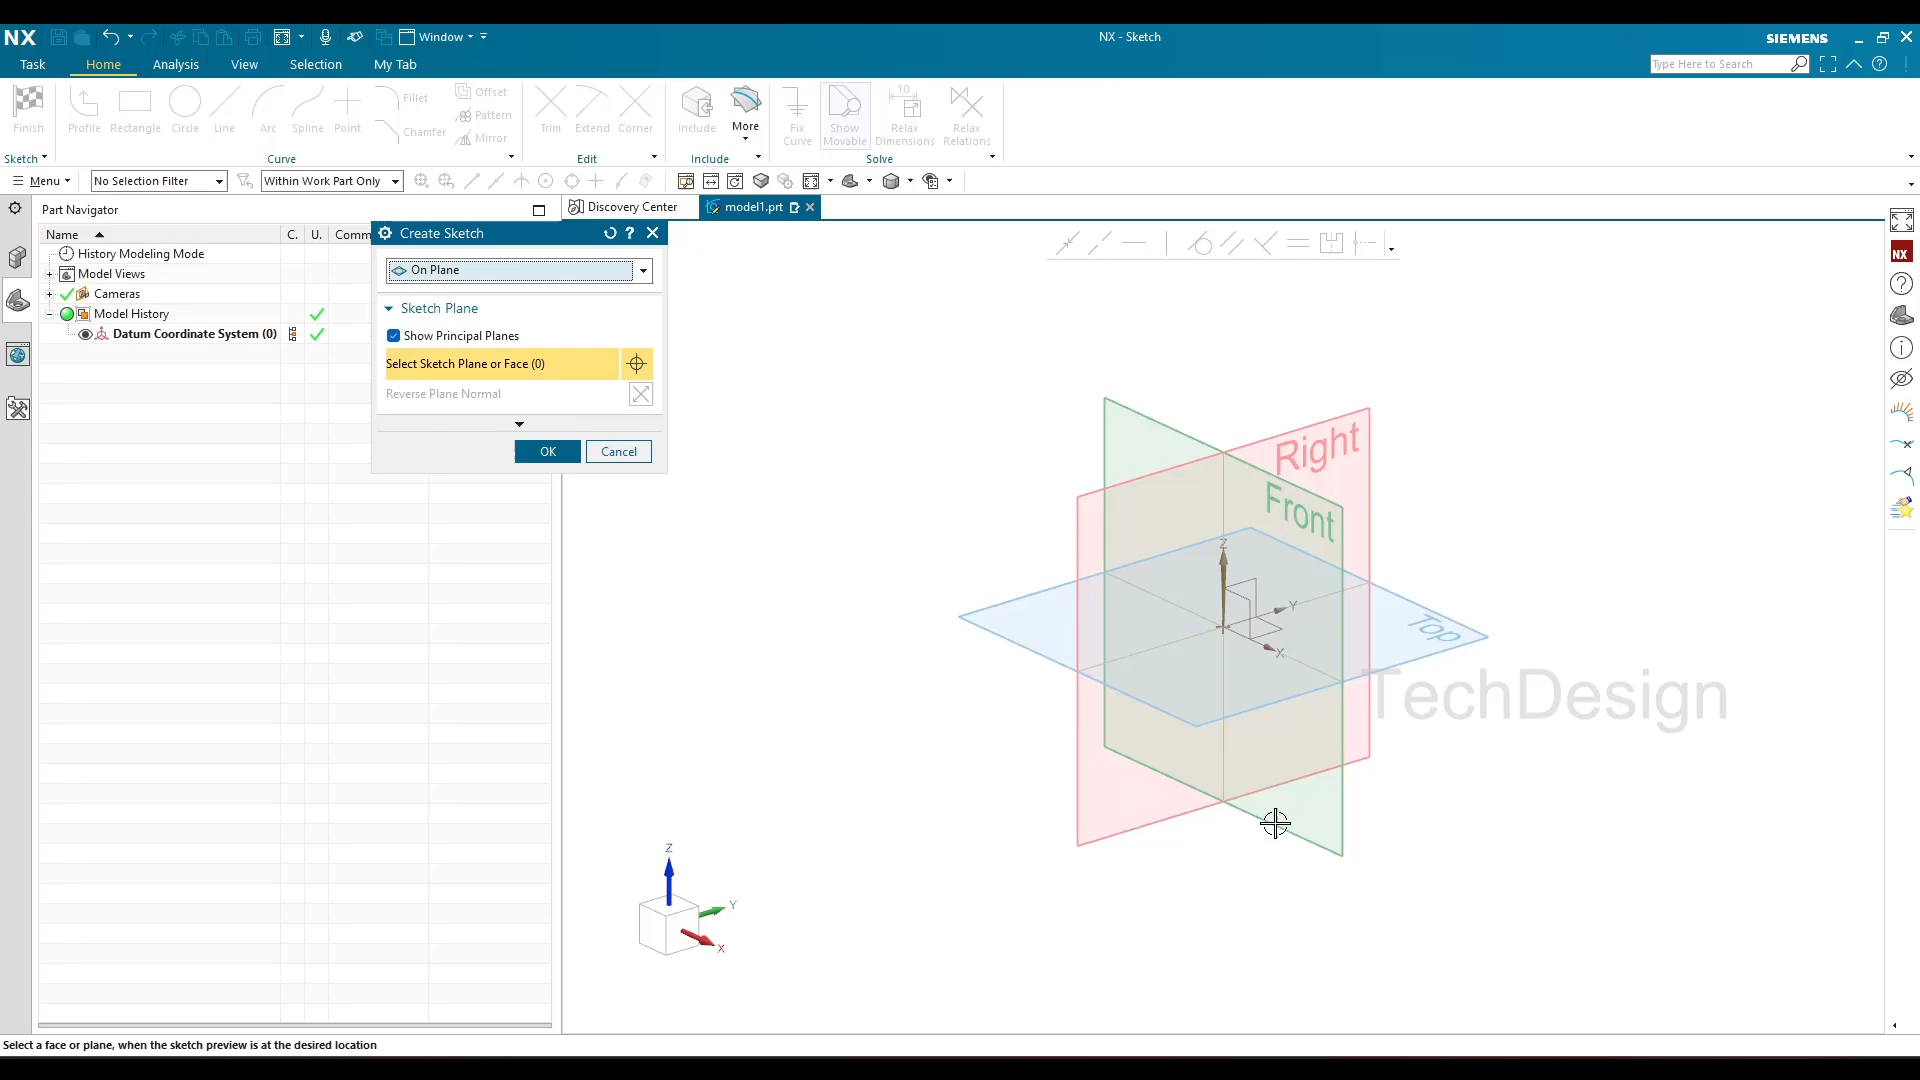 NX
Window
NX - Sketch
SIEMENS
Task
Home
Analysis
View
Selection
My Tab
Type Here to Search
Finish
Profile
Rectangle
Circle
Line
Arc
Spline
Point
Fillet
Chamfer
Offset
Pattern
Mirror
Trim
Extend
Corner
Include
More
Fix
Curve
Show
Movable
Relax
Dimensions
Relax
Relations
Sketch
Curve
Edit
Include
Solve
Menu
No Selection Filter
Within Work Part Only
Part Navigator
Discovery Center
model1.prt
Name
C.
U.
Comm
History Modeling Mode
Model Views
Cameras
Model History
Datum Coordinate System (0)
Create Sketch
On Plane
Sketch Plane
Show Principal Planes
Select Sketch Plane or Face (0)
Reverse Plane Normal
OK
Cancel
Right
Front
Top
Z
Y
X
TechDesign
Z
Y
X
NX
Select a face or plane, when the sketch preview is at the desired location